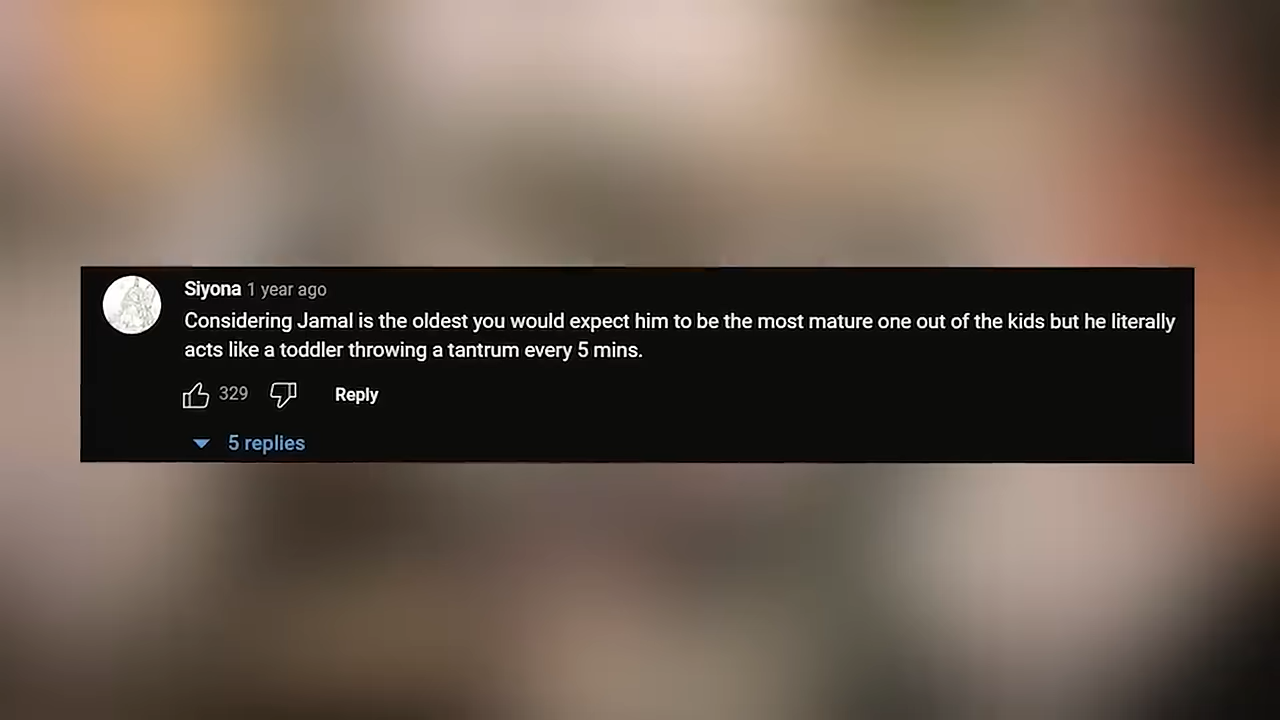 Siyona 1 year ago
Considering Jamal is the oldest you would expect him to be the most mature one out of the kids but he literally
acts like a toddler throwing a tantrum every 5 mins.
329 Reply
5 replies